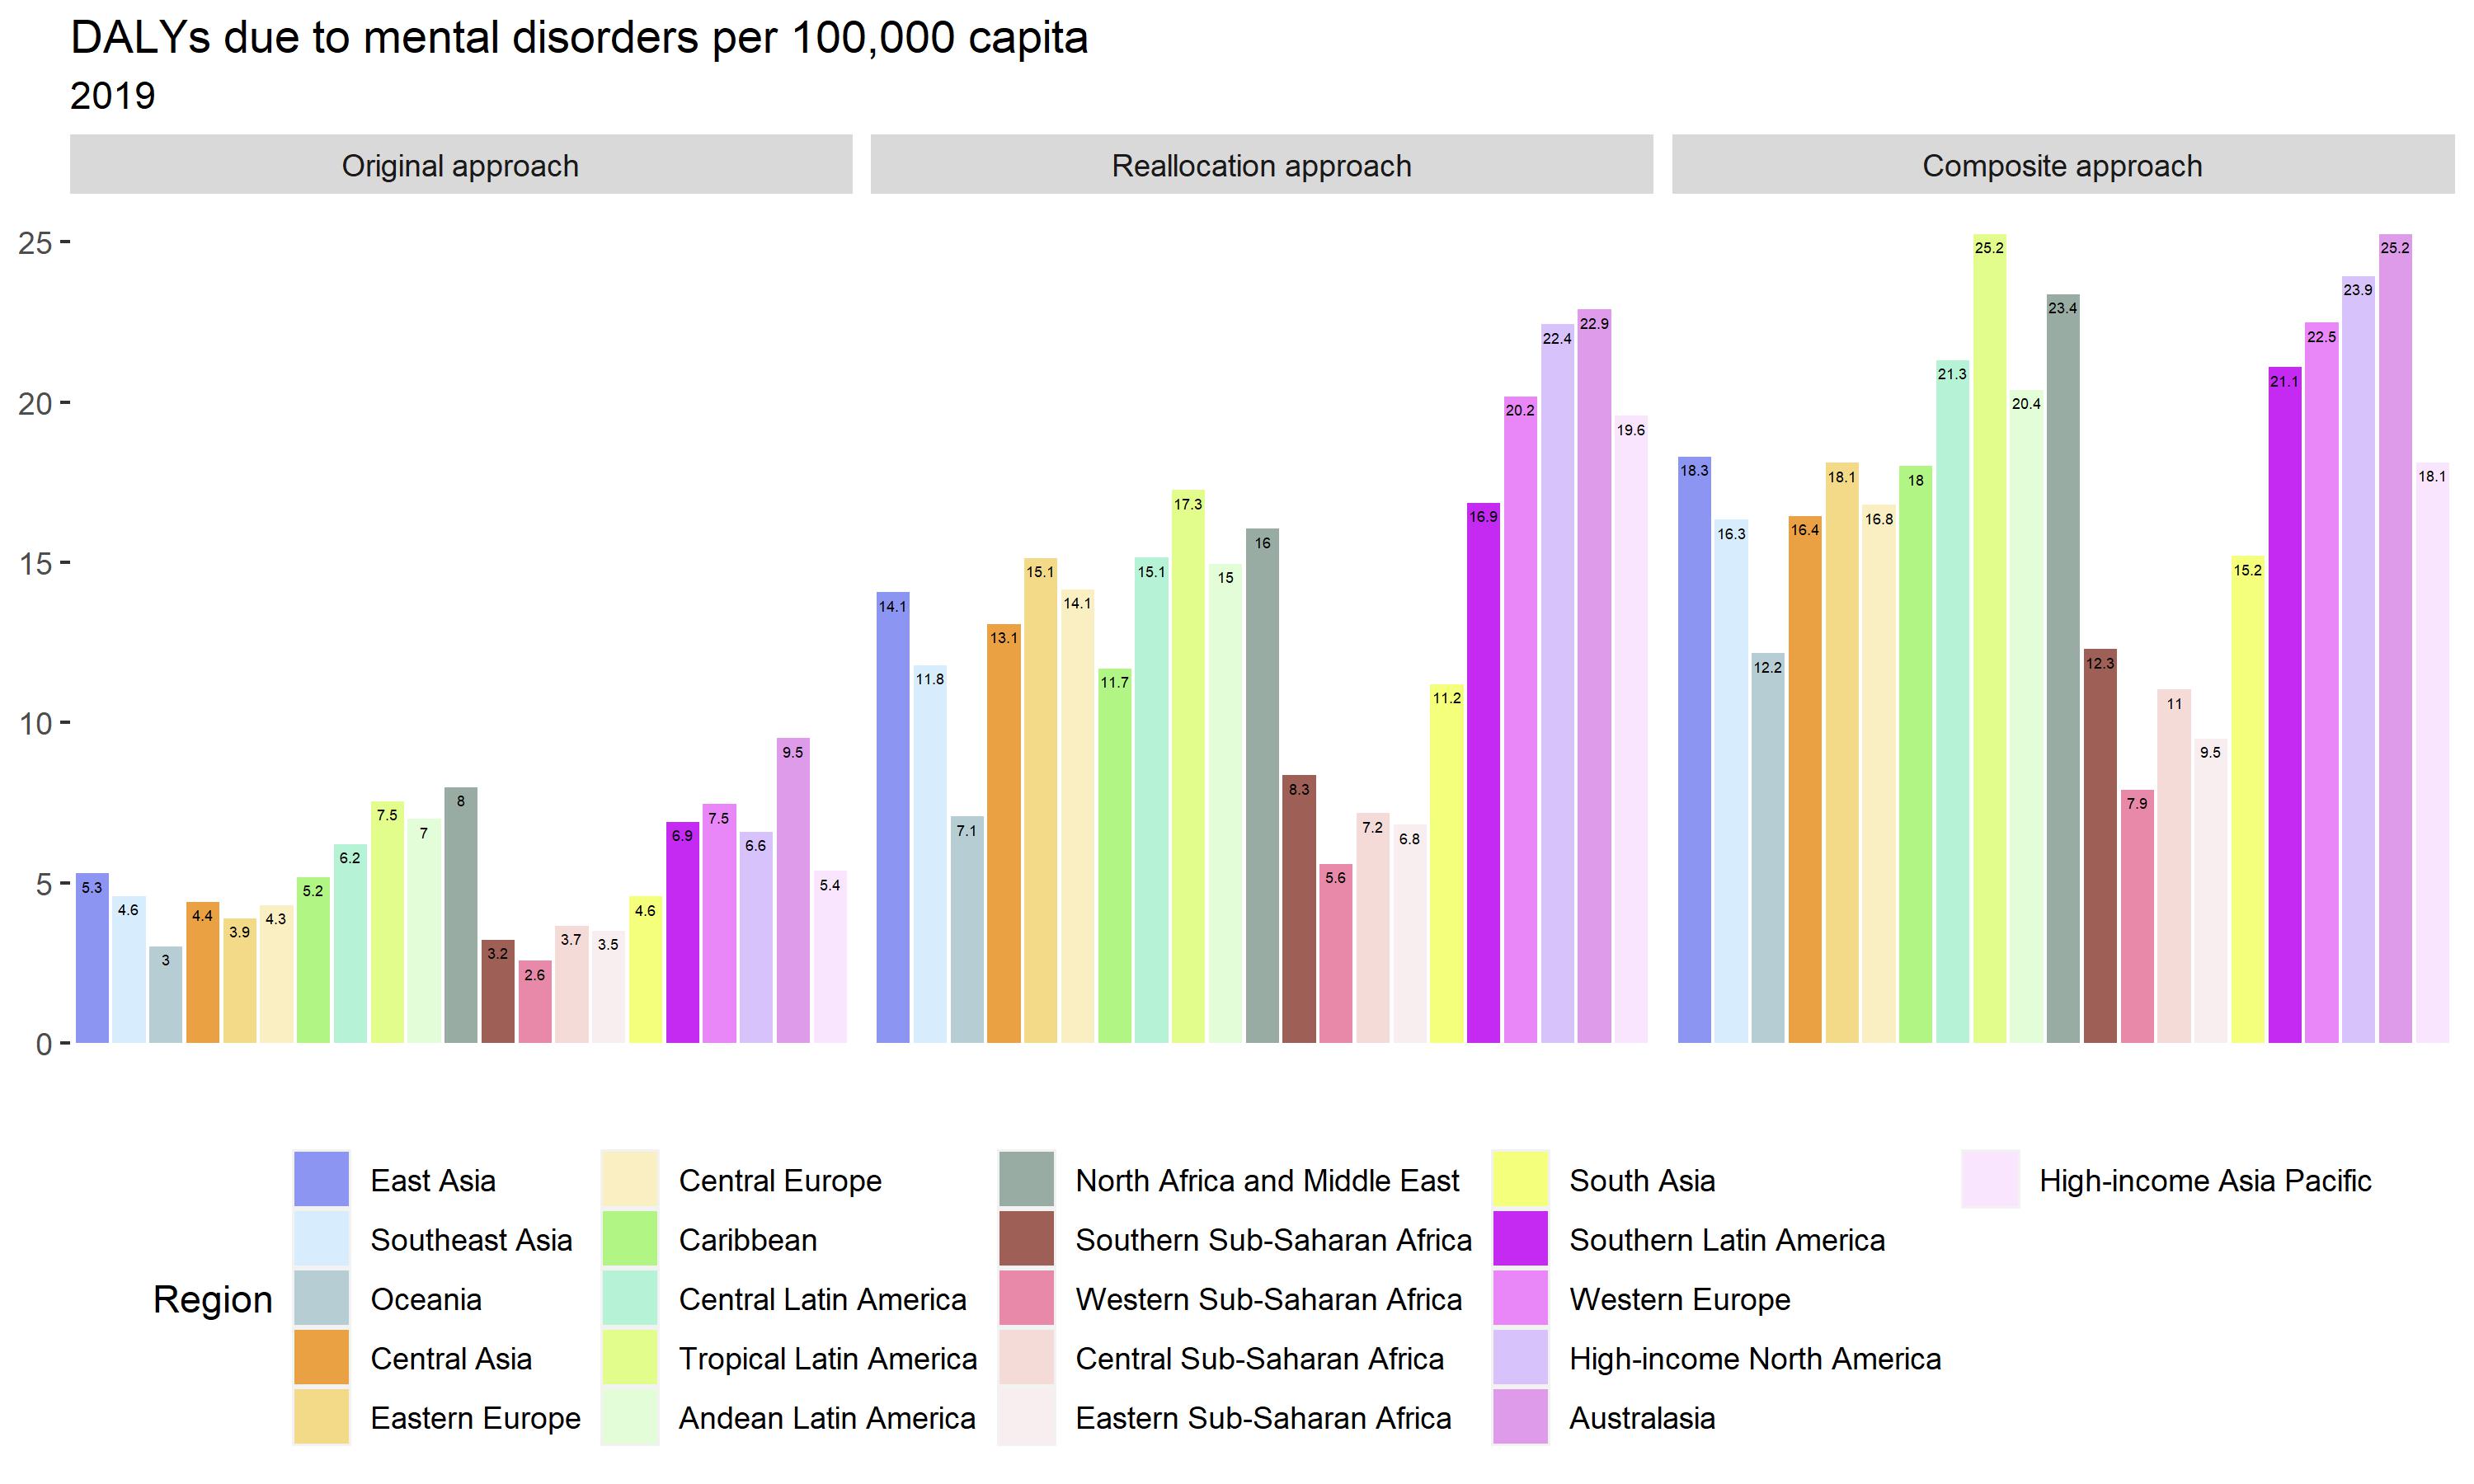 DALYs due to mental disorders per 100,000 capita
2019
Original approach
Reallocation approach
Composite approach
25
20
15
10
5
0
5.3
4.6
3
4.4
3.9
4.3
5.2
6.2
7.5
7
8
3.2
2.6
3.7
3.5
4.6
6.9
7.5
6.6
9.5
5.4
14.1
11.8
7.1
13.1
15.1
14.1
11.7
15.1
17.3
15
16
8.3
5.6
7.2
6.8
11.2
16.9
20.2
22.4
22.9
19.6
18.3
16.3
12.2
16.4
18.1
16.8
18
21.3
25.2
20.4
23.4
12.3
7.9
11
9.5
15.2
21.1
22.5
23.9
25.2
18.1
Region
East Asia
Southeast Asia
Oceania
Central Asia
Eastern Europe
Central Europe
Caribbean
Central Latin America
Tropical Latin America
Andean Latin America
North Africa and Middle East
Southern Sub-Saharan Africa
Western Sub-Saharan Africa
Central Sub-Saharan Africa
Eastern Sub-Saharan Africa
South Asia
Southern Latin America
Western Europe
High-income North America
Australasia
High-income Asia Pacific